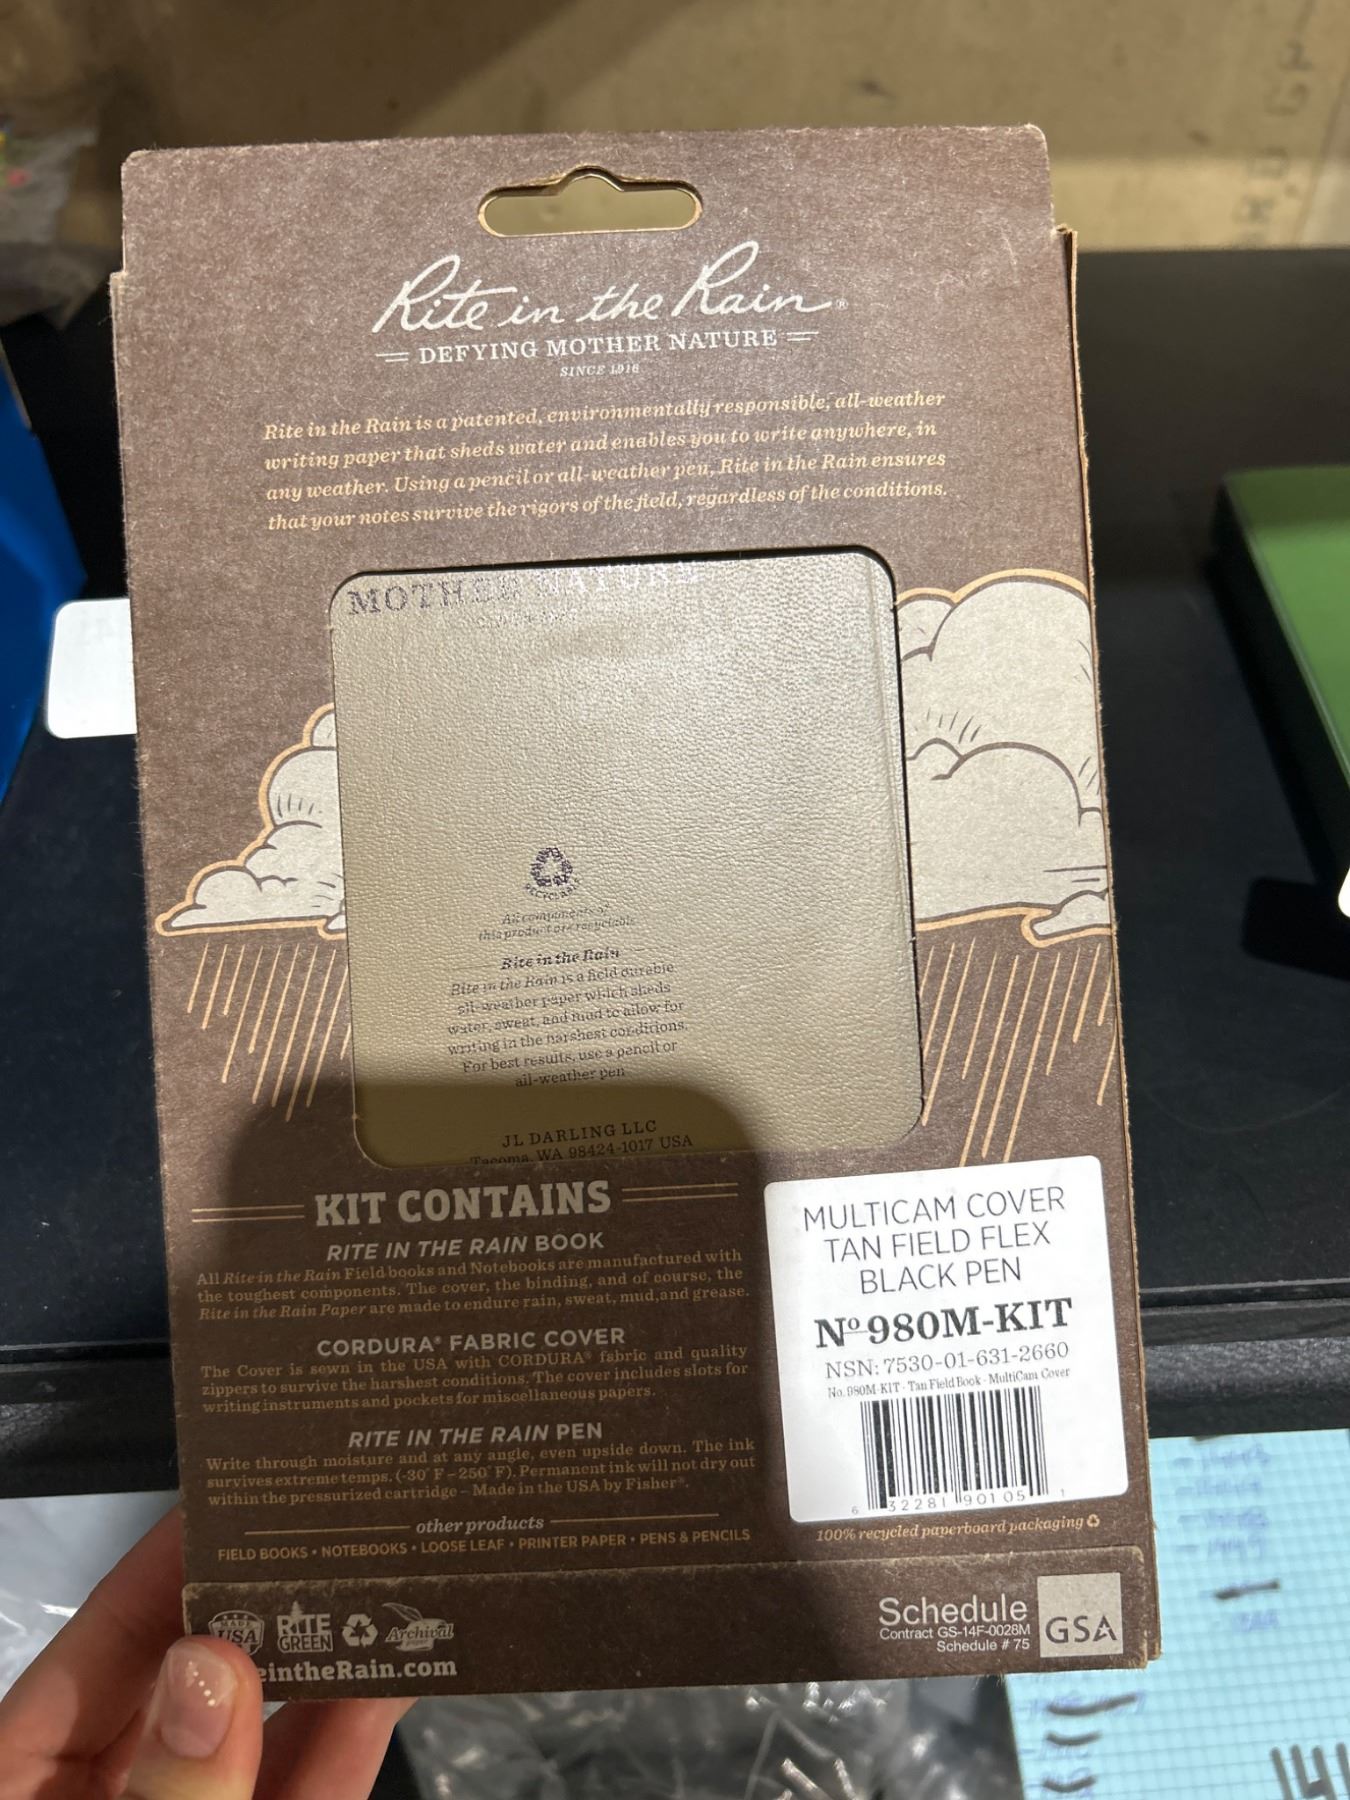 Rite in the Rain®
DEFYING MOTHER NATURE
SINCE 1916
Rite in the Rain is a patented, environmentally responsible, all-weather
writing paper that sheds water and enables you to write anywhere, in
any weather. Using a pencil or all-weather pen, Rite in the Rain ensures
that your notes survive the rigors of the field, regardless of the conditions.
MOTHER NATURE
RECYCLABLE
All components of
this product are recyclable
Rite in the Rain
Rite in the Rain is a field durable
all-weather paper which sheds
water, sweat, and mud to allow for
writing in the harshest conditions.
For best results, use a pencil or
all-weather pen
JL DARLING LLC
Tacoma, WA 98424-1017 USA
KIT CONTAINS
RITE IN THE RAIN BOOK
All Rite in the Rain Field books and Notebooks are manufactured with
the toughest components. The cover, the binding, and of course, the
Rite in the Rain Paper are made to endure rain, sweat, mud,and grease.
CORDURA® FABRIC COVER
The Cover is sewn in the USA with CORDURA® fabric and quality
zippers to survive the harshest conditions. The cover includes slots for
writing instruments and pockets for miscellaneous papers.
RITE IN THE RAIN PEN
Write through moisture and at any angle, even upside down. The ink
survives extreme temps. (-30° F – 250° F). Permanent ink will not dry out
within the pressurized cartridge – Made in the USA by Fisher®.
other products
FIELD BOOKS • NOTEBOOKS • LOOSE LEAF • PRINTER PAPER • PENS & PENCILS
MULTICAM COVER
TAN FIELD FLEX
BLACK PEN
Nº 980M-KIT
NSN: 7530-01-631-2660
No. 980M-KIT - Tan Field Book - MultiCam Cover
6 32281 90105 1
100% recycled paperboard packaging
MADE USA
RITE GREEN
Archival paper
eintheRain.com
Schedule
Contract GS-14F-0028M
Schedule # 75
GSA